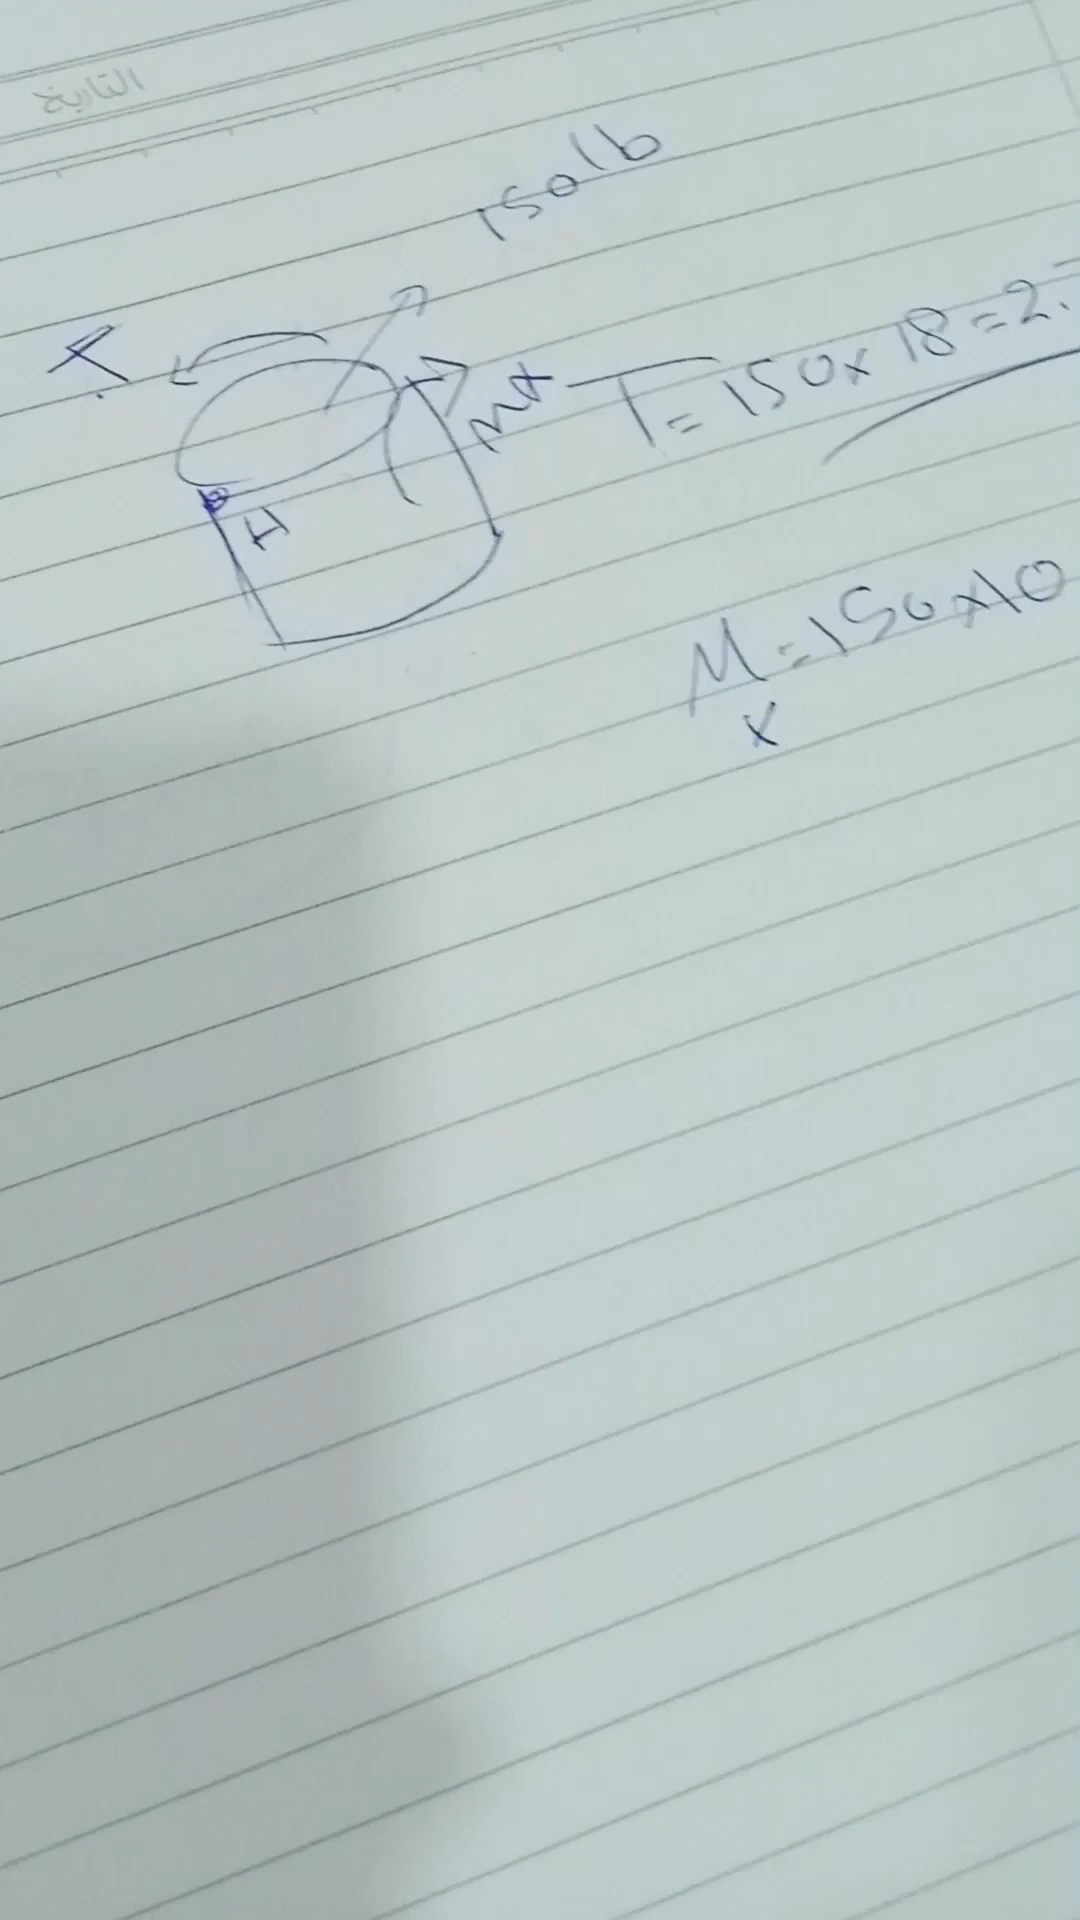 التاريخ
150lb
T
Mx
T = 150 x 18 = 2.
H
M = 150 x 10
x